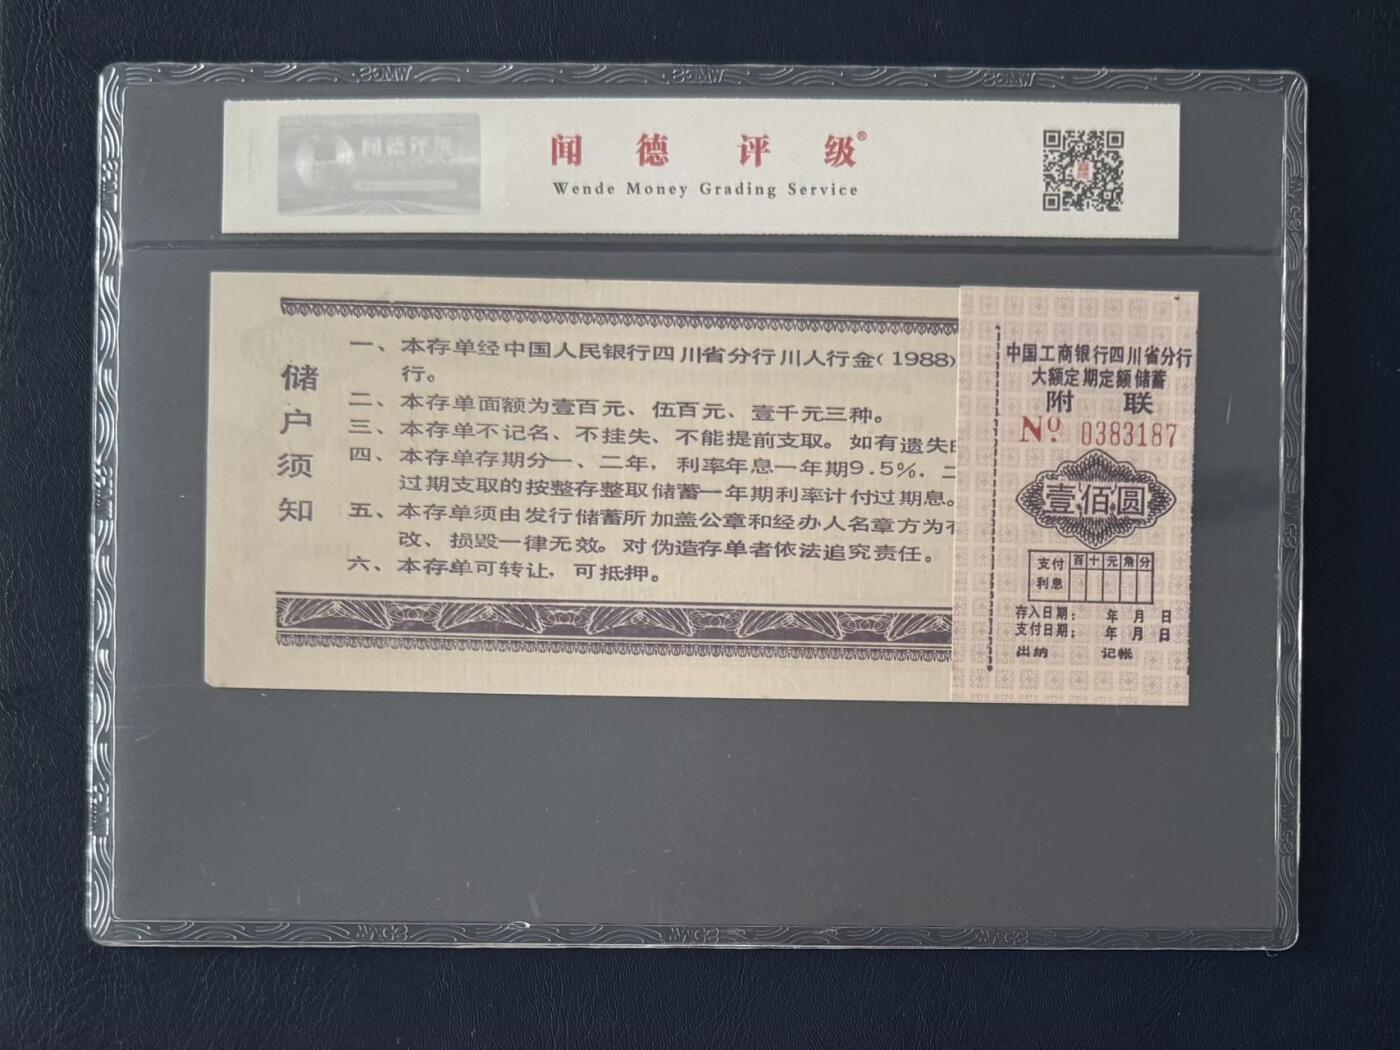 闻德评级®
Wende Money Grading Service
储户须知
一、本存单经中国人民银行四川省分行川人行金(1988)
行。
二、本存单面额为壹百元、伍百元、壹千元三种。
三、本存单不记名、不挂失、不能提前支取。如有遗失
四、本存单存期分一、二年，利率年息一年期9.5%，二
过期支取的按整存整取储蓄一年期利率计付过期息。
五、本存单须由发行储蓄所加盖公章和经办人名章方为
改、损毁一律无效。对伪造存单者依法追究责任。
六、本存单可转让，可抵押。
中国工商银行四川省分行
大额定期定额储蓄
附联
№ 0383187
壹佰圆
支付利息 百十元角分
存入日期： 年 月 日
支付日期： 年 月 日
出纳 记帐